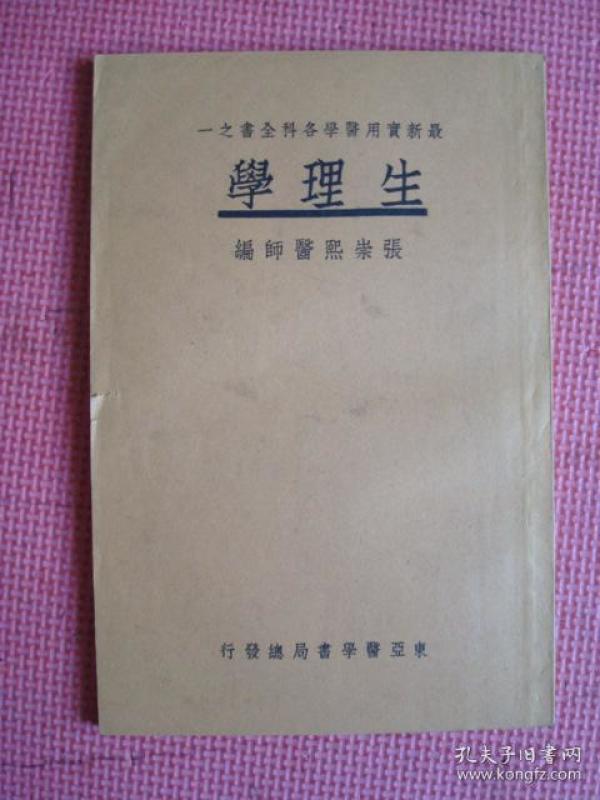 最新實用醫學各科全書之一
生理學
張崇熙醫師編
東亞醫學書局總發行
孔夫子旧书网
www.kongfz.com